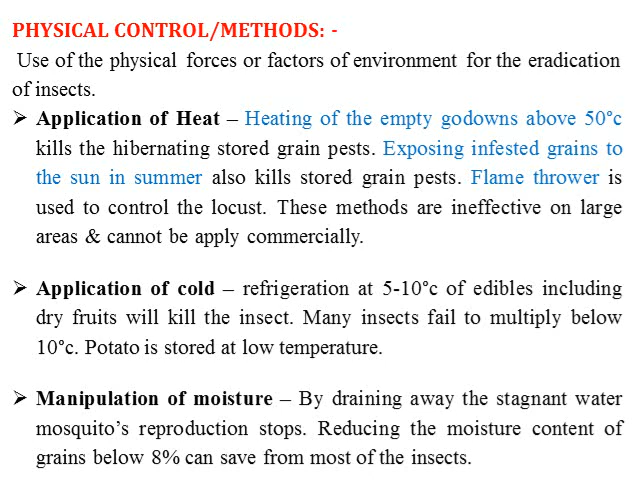 PHYSICAL CONTROL/METHODS: -
Use of the physical forces or factors of environment for the eradication
of insects.
➢ Application of Heat – Heating of the empty godowns above 50°c
kills the hibernating stored grain pests. Exposing infested grains to
the sun in summer also kills stored grain pests. Flame thrower is
used to control the locust. These methods are ineffective on large
areas & cannot be apply commercially.
➢ Application of cold – refrigeration at 5-10°c of edibles including
dry fruits will kill the insect. Many insects fail to multiply below
10°c. Potato is stored at low temperature.
➢ Manipulation of moisture – By draining away the stagnant water
mosquito’s reproduction stops. Reducing the moisture content of
grains below 8% can save from most of the insects.